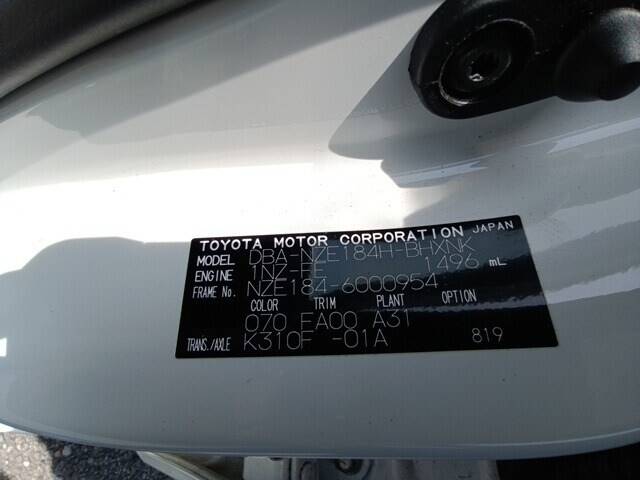 TOYOTA MOTOR CORPORATION JAPAN
MODEL DBA-NZE184H-BHXNK
ENGINE 1NZ-FE 1496 mL
FRAME No. NZE184-6000954
COLOR TRIM PLANT OPTION
070 FA00 A31
TRANS./AXLE K310F -01A 819